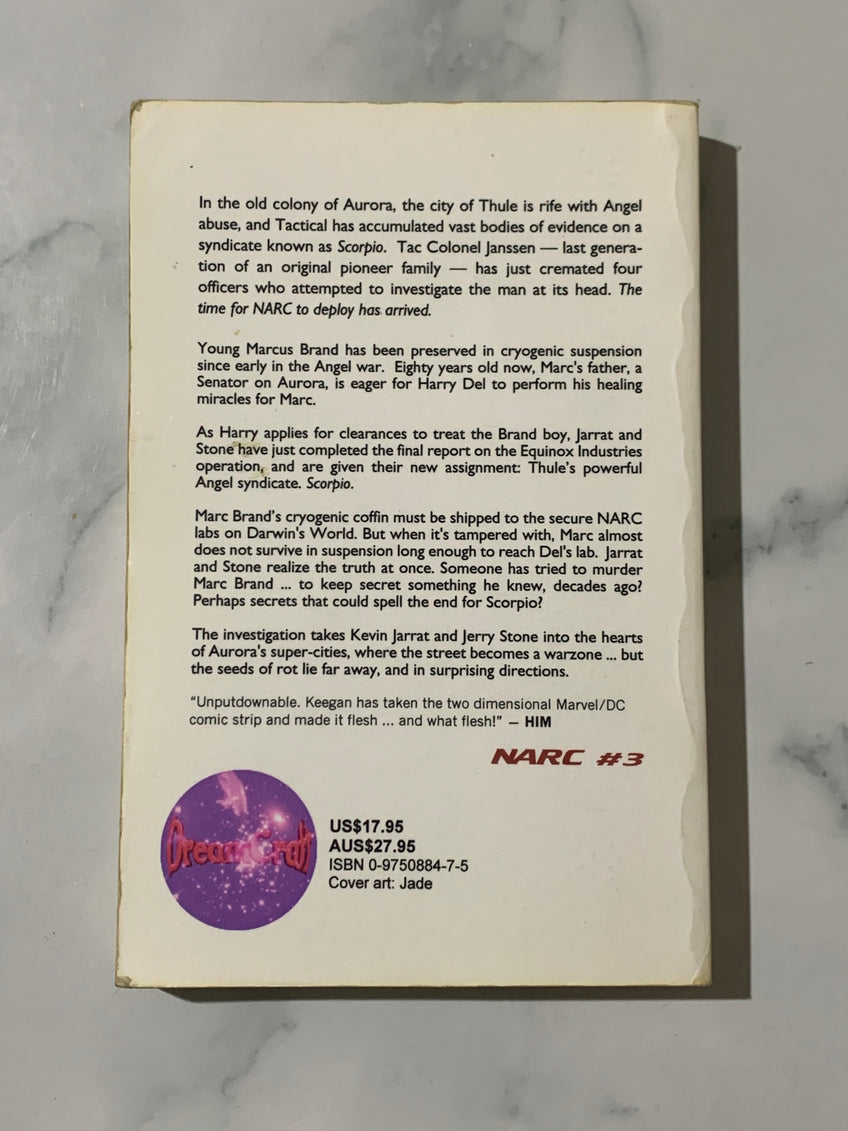 In the old colony of Aurora, the city of Thule is rife with Angel
abuse, and Tactical has accumulated vast bodies of evidence on a
syndicate known as Scorpio.  Tac Colonel Janssen — last genera-
tion of an original pioneer family — has just cremated four
officers who attempted to investigate the man at its head. The
time for NARC to deploy has arrived.
Young Marcus Brand has been preserved in cryogenic suspension
since early in the Angel war.  Eighty years old now, Marc's father, a
Senator on Aurora, is eager for Harry Del to perform his healing
miracles for Marc.
As Harry applies for clearances to treat the Brand boy, Jarrat and
Stone have just completed the final report on the Equinox Industries
operation, and are given their new assignment: Thule's powerful
Angel syndicate. Scorpio.
Marc Brand's cryogenic coffin must be shipped to the secure NARC
labs on Darwin's World. But when it's tampered with, Marc almost
does not survive in suspension long enough to reach Del's lab. Jarrat
and Stone realize the truth at once. Someone has tried to murder
Marc Brand ... to keep secret something he knew, decades ago?
Perhaps secrets that could spell the end for Scorpio?
The investigation takes Kevin Jarrat and Jerry Stone into the hearts
of Aurora's super-cities, where the street becomes a warzone ... but
the seeds of rot lie far away, and in surprising directions.
“Unputdownable. Keegan has taken the two dimensional Marvel/DC
comic strip and made it flesh ... and what flesh!” – HIM
NARC #3
DreamCraft
US$17.95
AUS$27.95
ISBN 0-9750884-7-5
Cover art: Jade